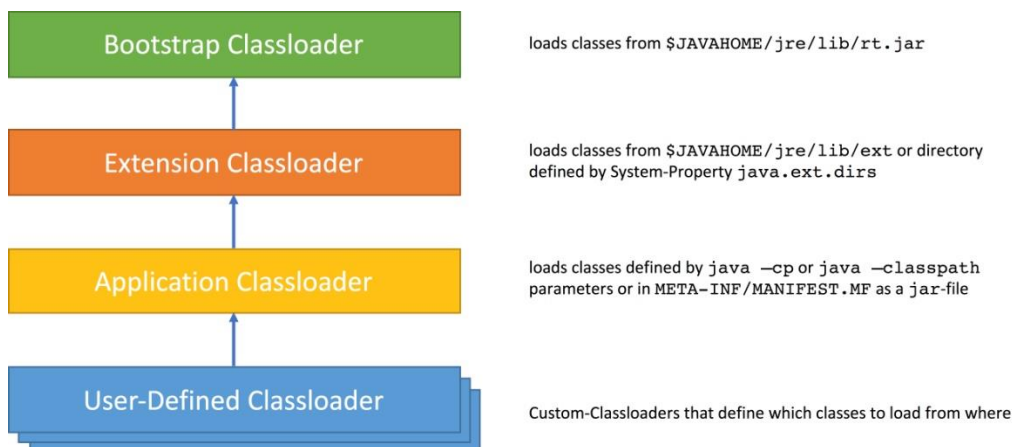 Bootstrap Classloader
loads classes from $JAVAHOME/jre/lib/rt.jar
Extension Classloader
loads classes from $JAVAHOME/jre/lib/ext or directory
defined by System-Property java.ext.dirs
Application Classloader
loads classes defined by java –cp or java –classpath
parameters or in META-INF/MANIFEST.MF as a jar-file
User-Defined Classloader
Custom-Classloaders that define which classes to load from where